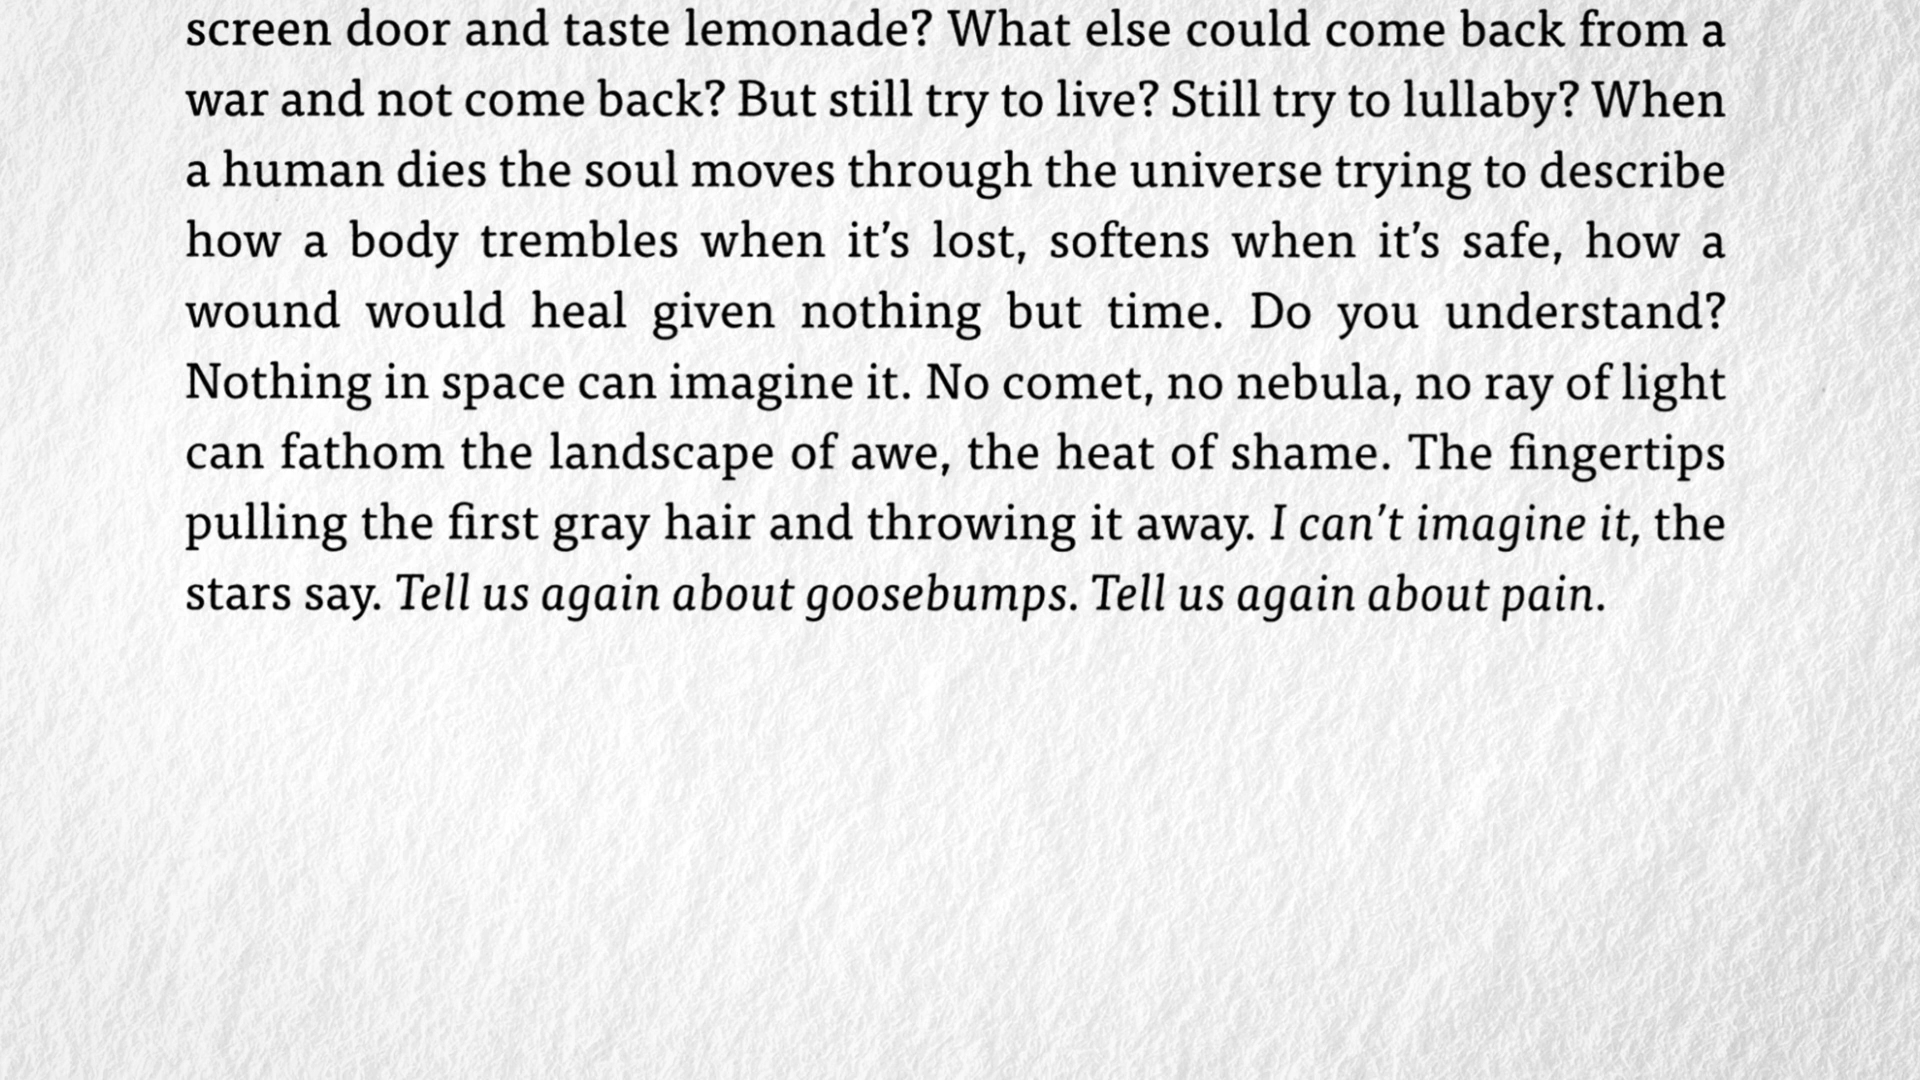 screen door and taste lemonade? What else could come back from a
war and not come back? But still try to live? Still try to lullaby? When
a human dies the soul moves through the universe trying to describe
how a body trembles when it’s lost, softens when it’s safe, how a
wound would heal given nothing but time. Do you understand?
Nothing in space can imagine it. No comet, no nebula, no ray of light
can fathom the landscape of awe, the heat of shame. The fingertips
pulling the first gray hair and throwing it away. I can’t imagine it, the
stars say. Tell us again about goosebumps. Tell us again about pain.